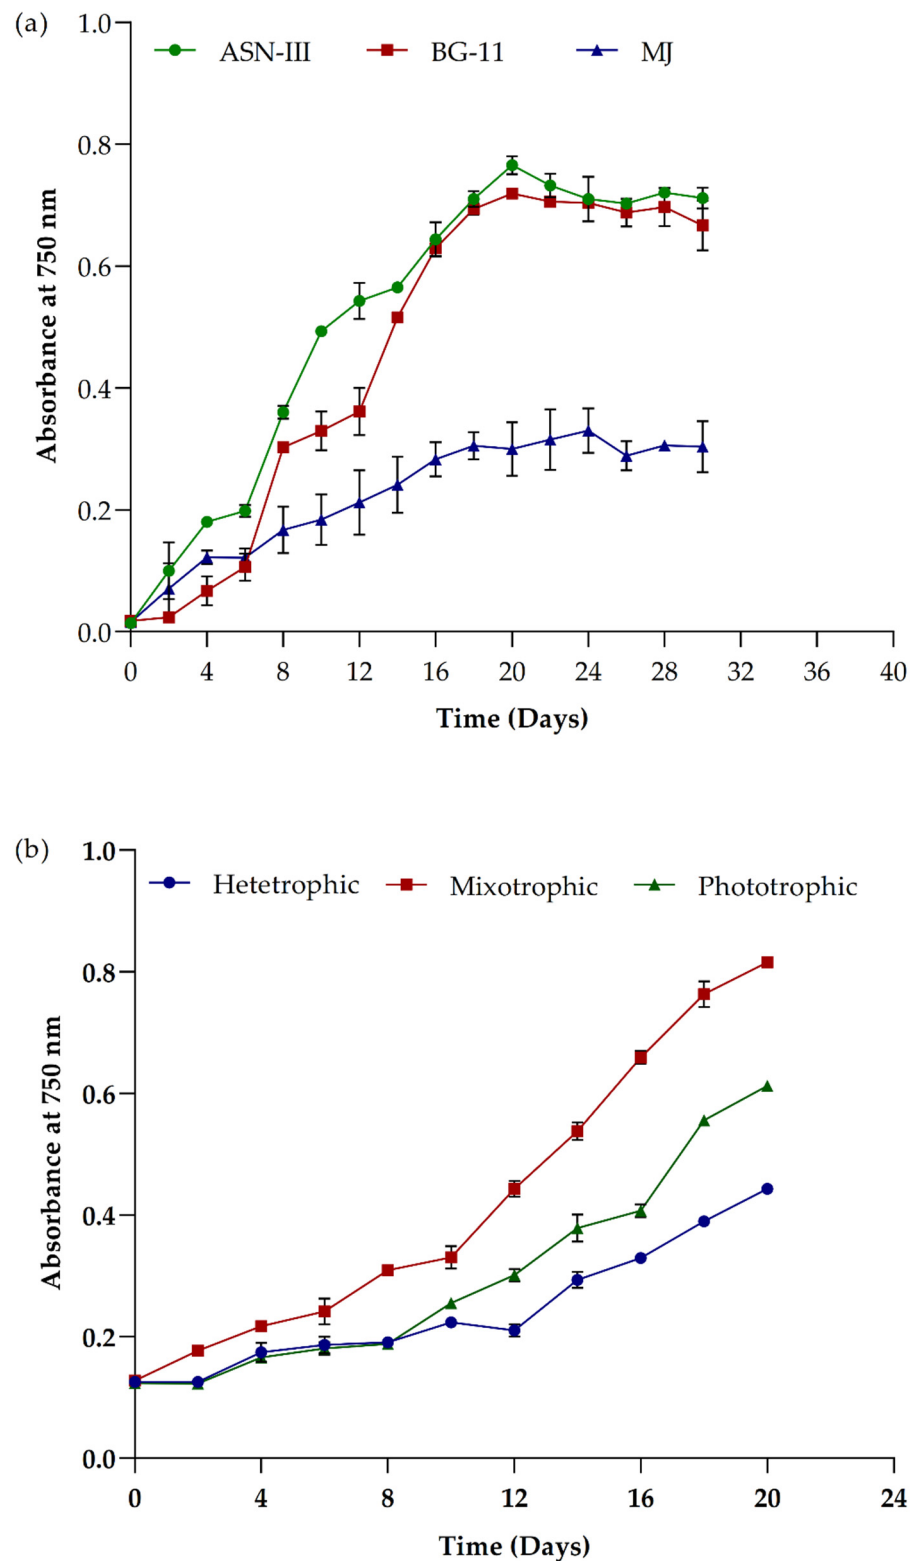 (a)
ASN-III BG-11 MJ
1.0
0.8
0.6
0.4
0.2
0.0
Absorbance at 750 nm
0 4 8 12 16 20 24 28 32 36 40
Time (Days)
(b)
Hetetrophic Mixotrophic Phototrophic
1.0
0.8
0.6
0.4
0.2
0.0
Absorbance at 750 nm
0 4 8 12 16 20 24
Time (Days)